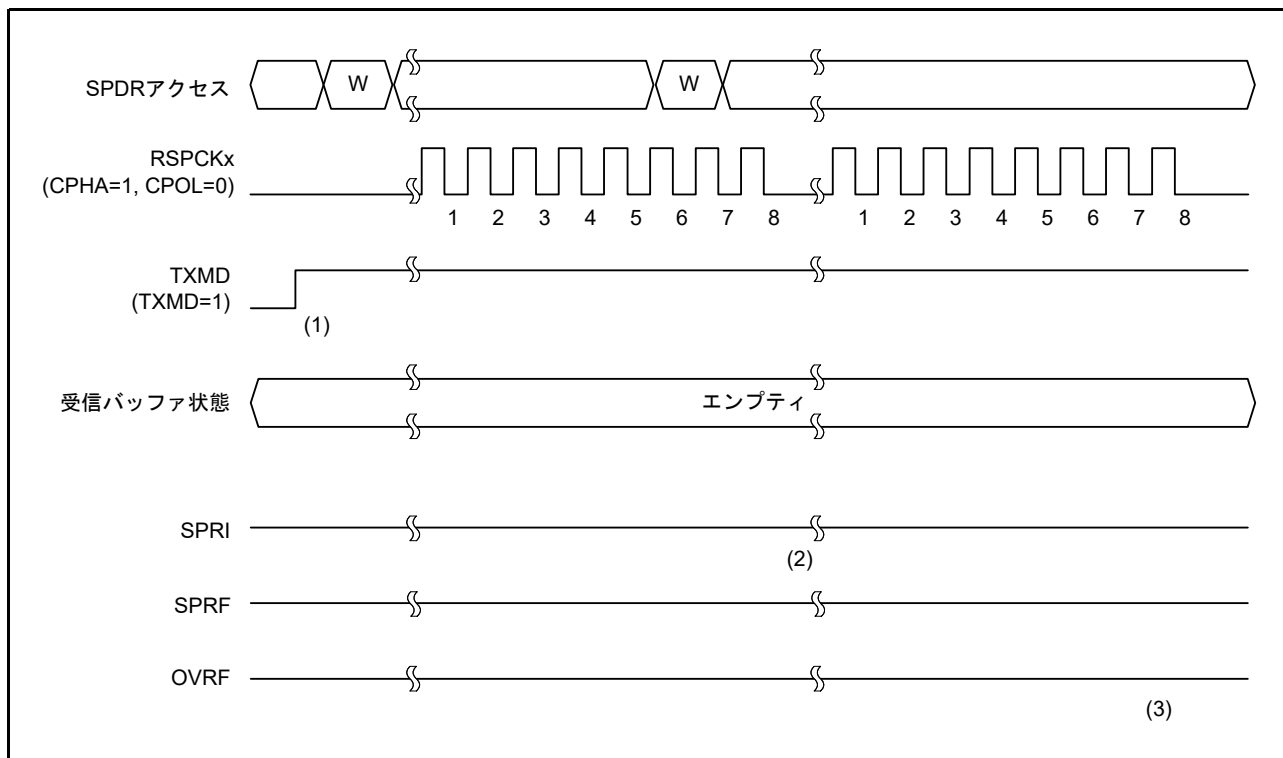 SPDRアクセス
W
W
RSPCKx
(CPHA=1, CPOL=0)
1 2 3 4 5 6 7 8 1 2 3 4 5 6 7 8
TXMD
(TXMD=1)
(1)
受信バッファ状態
エンプティ
SPRI
(2)
SPRF
OVRF
(3)